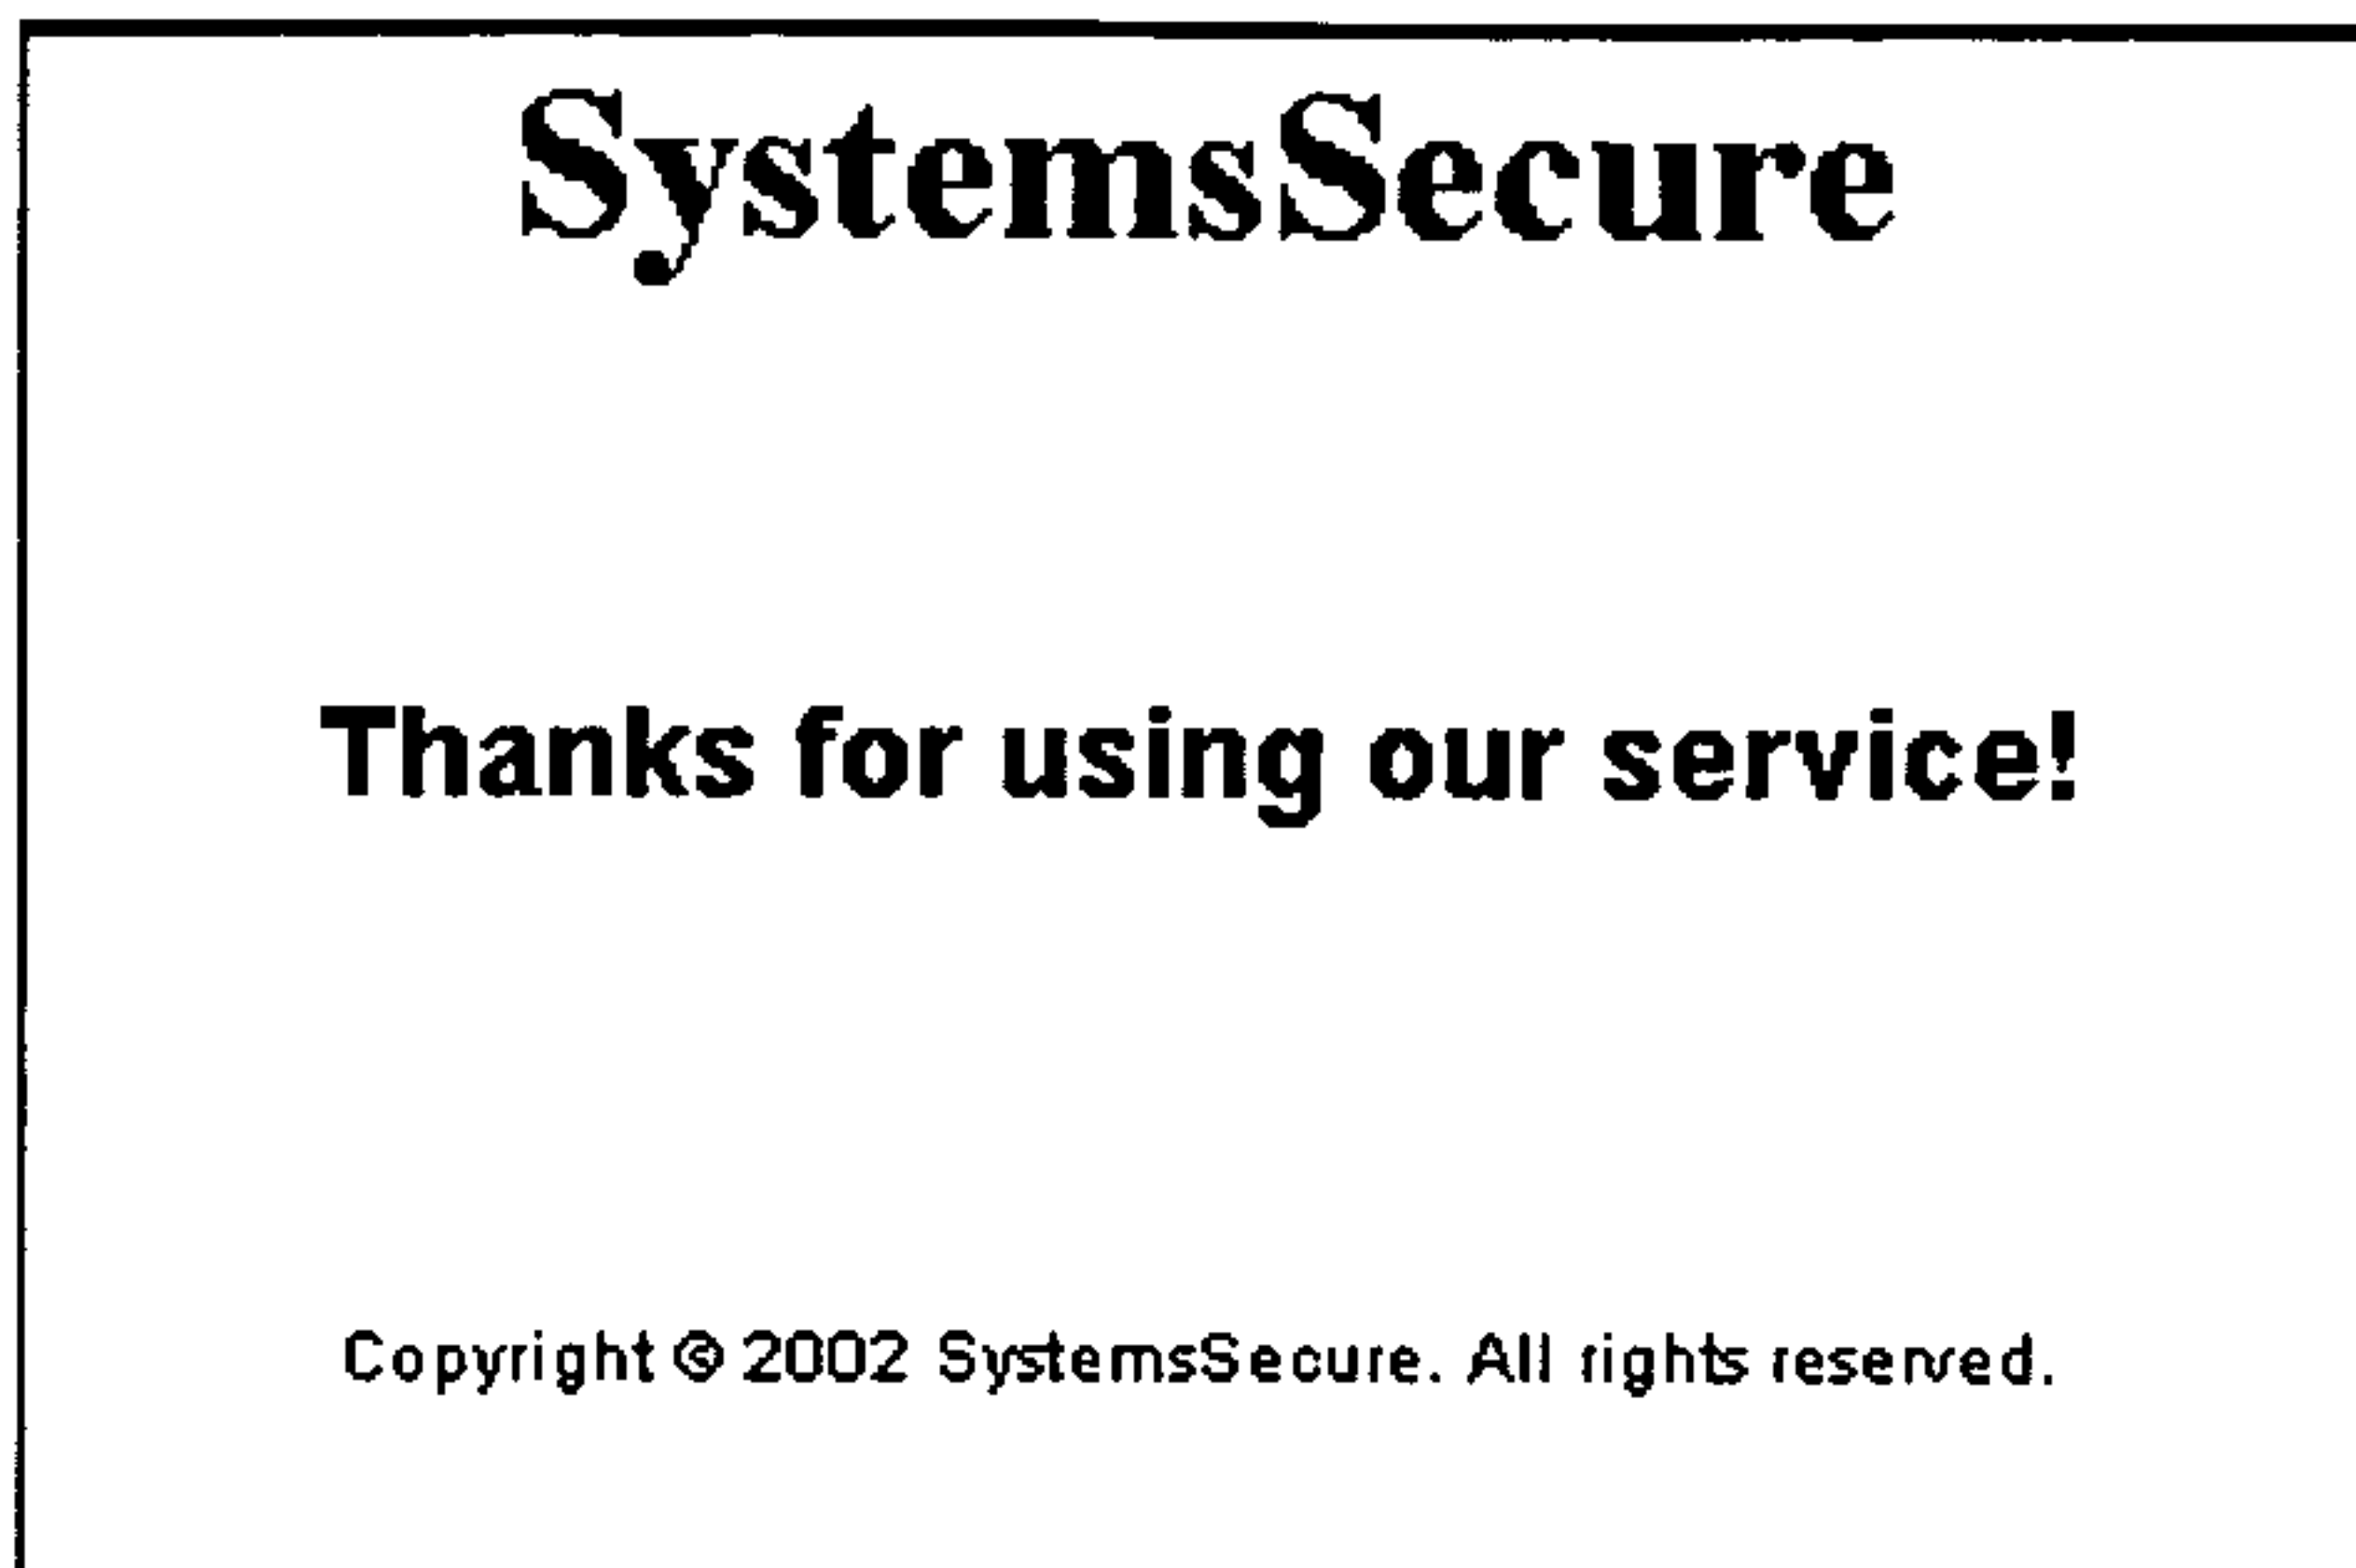 SystemsSecure
Thanks for using our service!
Copyright © 2002 SystemsSecure. All rights reserved.